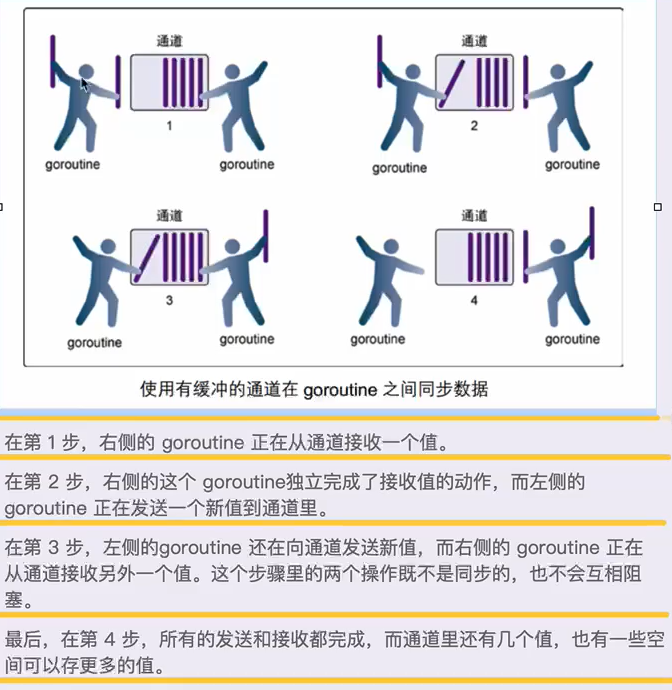 通道
通道
1
2
goroutine
goroutine
goroutine
goroutine
通道
通道
3
4
goroutine
goroutine
goroutine
goroutine
使用有缓冲的通道在 goroutine 之间同步数据
在第 1 步，右侧的 goroutine 正在从通道接收一个值。
在第 2 步，右侧的这个 goroutine独立完成了接收值的动作，而左侧的
goroutine 正在发送一个新值到通道里。
在第 3 步，左侧的goroutine 还在向通道发送新值，而右侧的 goroutine 正在
从通道接收另外一个值。这个步骤里的两个操作既不是同步的，也不会互相阻
塞。
最后，在第 4 步，所有的发送和接收都完成，而通道里还有几个值，也有一些空
间可以存更多的值。